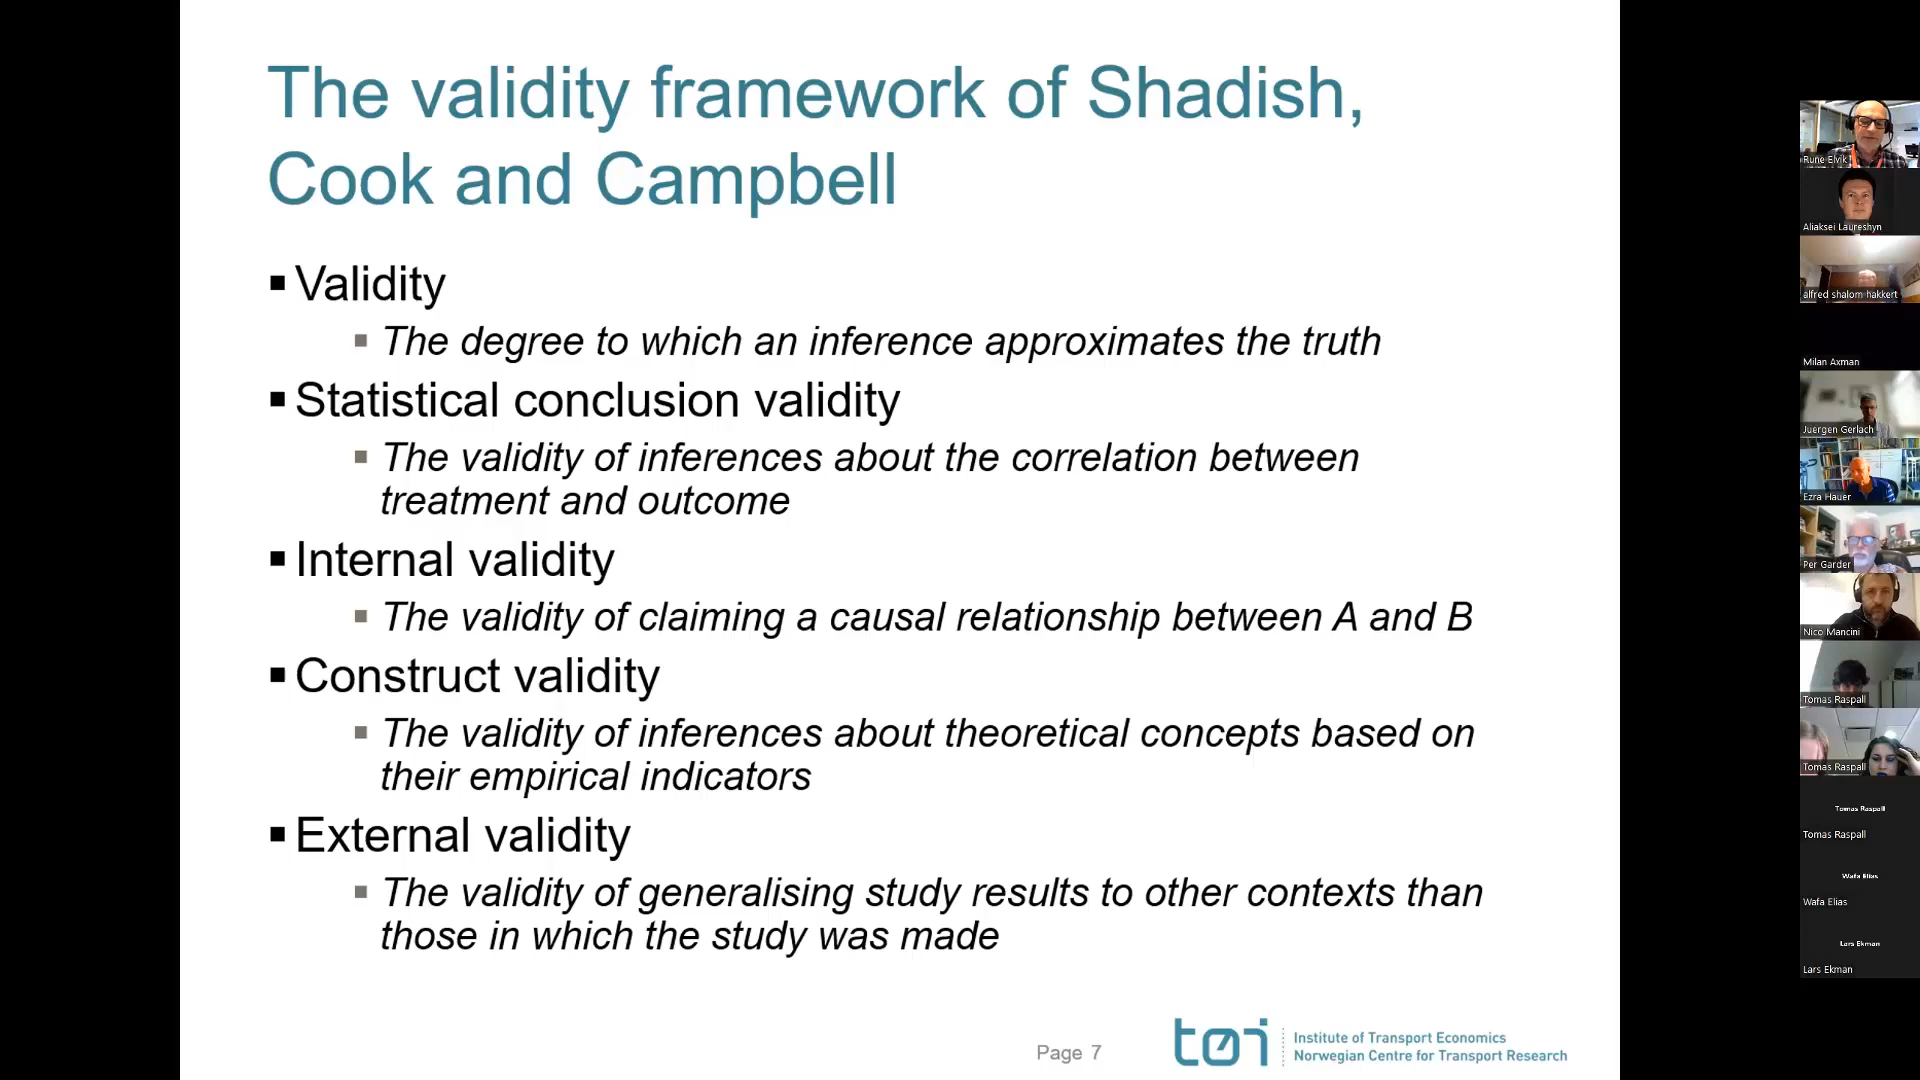 The validity framework of Shadish,
Cook and Campbell
Validity
The degree to which an inference approximates the truth
Statistical conclusion validity
The validity of inferences about the correlation between
treatment and outcome
Internal validity
The validity of claiming a causal relationship between A and B
Construct validity
The validity of inferences about theoretical concepts based on
their empirical indicators
External validity
The validity of generalising study results to other contexts than
those in which the study was made
Page 7
tøi
Institute of Transport Economics
Norwegian Centre for Transport Research
Rune Elvik
Aliaksei Laureshyn
alfred shalom hakkert
Milan Axman
Juergen Gerlach
Ezra Hauer
Per Garder
Nico Mancini
Tomas Raspall
Tomas Raspall
Tomas Raspall
Tomas Raspall
Wafa Elias
Wafa Elias
Lars Ekman
Lars Ekman